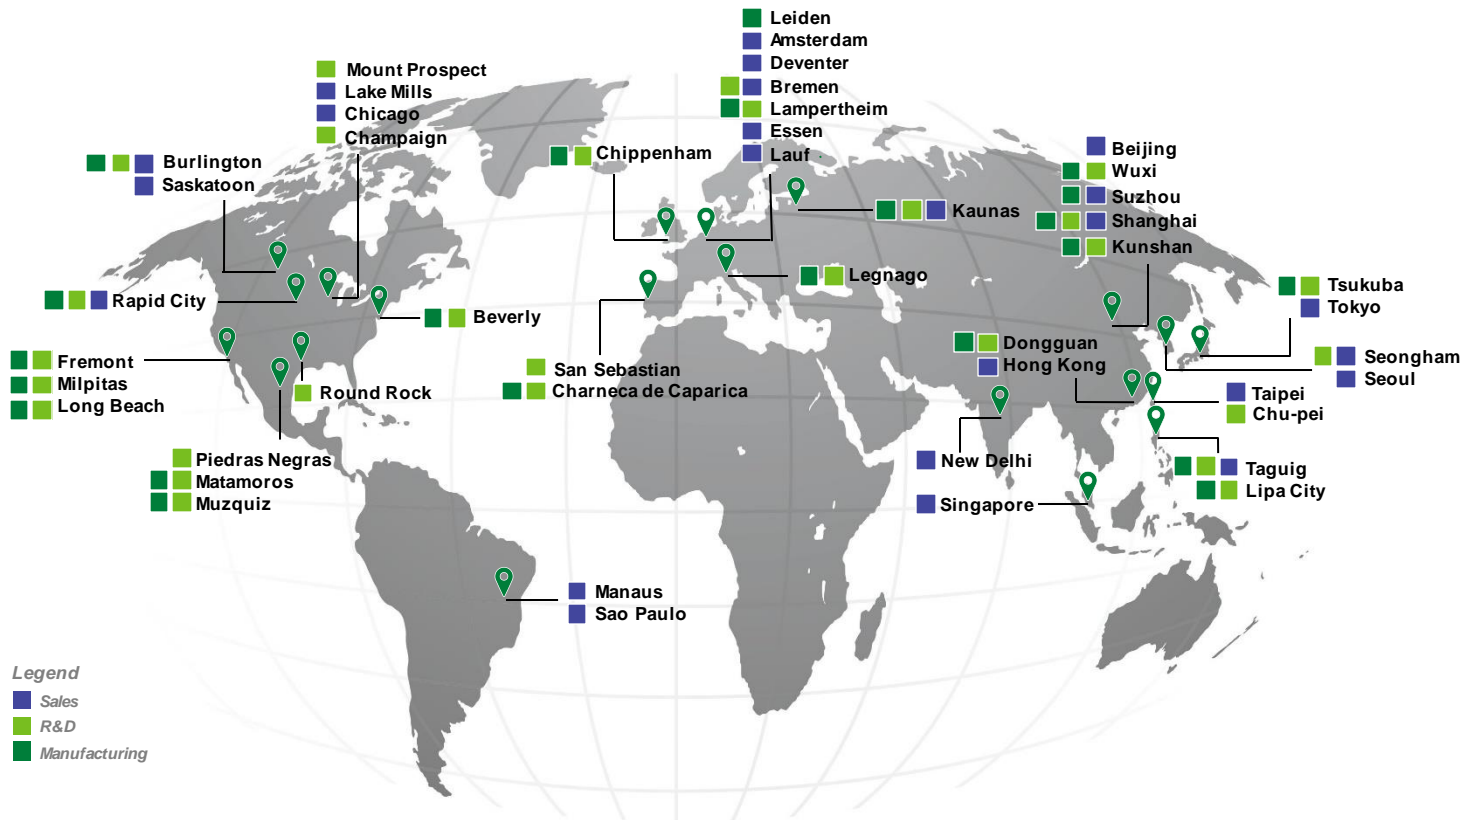 Leiden
Amsterdam
Deventer
Bremen
Lampertheim
Essen
Lauf
Mount Prospect
Lake Mills
Chicago
Champaign
Burlington
Saskatoon
Chippenham
Beijing
Wuxi
Suzhou
Shanghai
Kunshan
Kaunas
Legnago
Rapid City
Beverly
Tsukuba
Tokyo
Fremont
Milpitas
Long Beach
Round Rock
San Sebastian
Charneca de Caparica
Dongguan
Hong Kong
Seongham
Seoul
Taipei
Chu-pei
Piedras Negras
Matamoros
Muzquiz
New Delhi
Singapore
Taguig
Lipa City
Manaus
Sao Paulo
Legend
Sales
R&D
Manufacturing